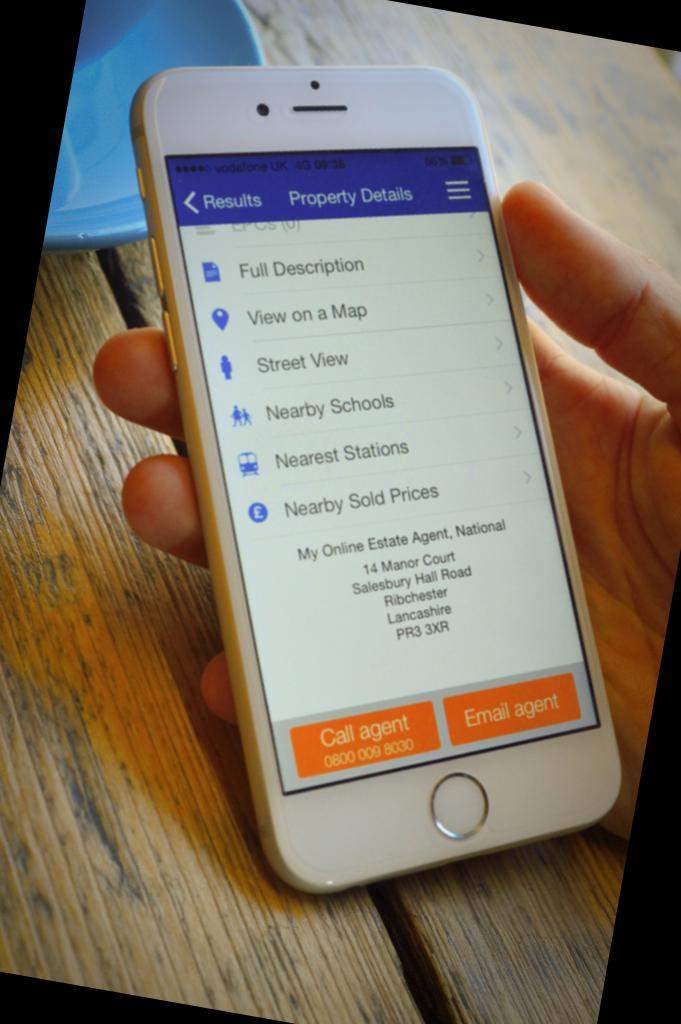 vodafone UK 4G 09:38 66%
Results Property Details
EPCs (0)
Full Description
View on a Map
Street View
Nearby Schools
Nearest Stations
Nearby Sold Prices
£
My Online Estate Agent, National
14 Manor Court
Salesbury Hall Road
Ribchester
Lancashire
PR3 3XR
Call agent
0800 009 8030
Email agent